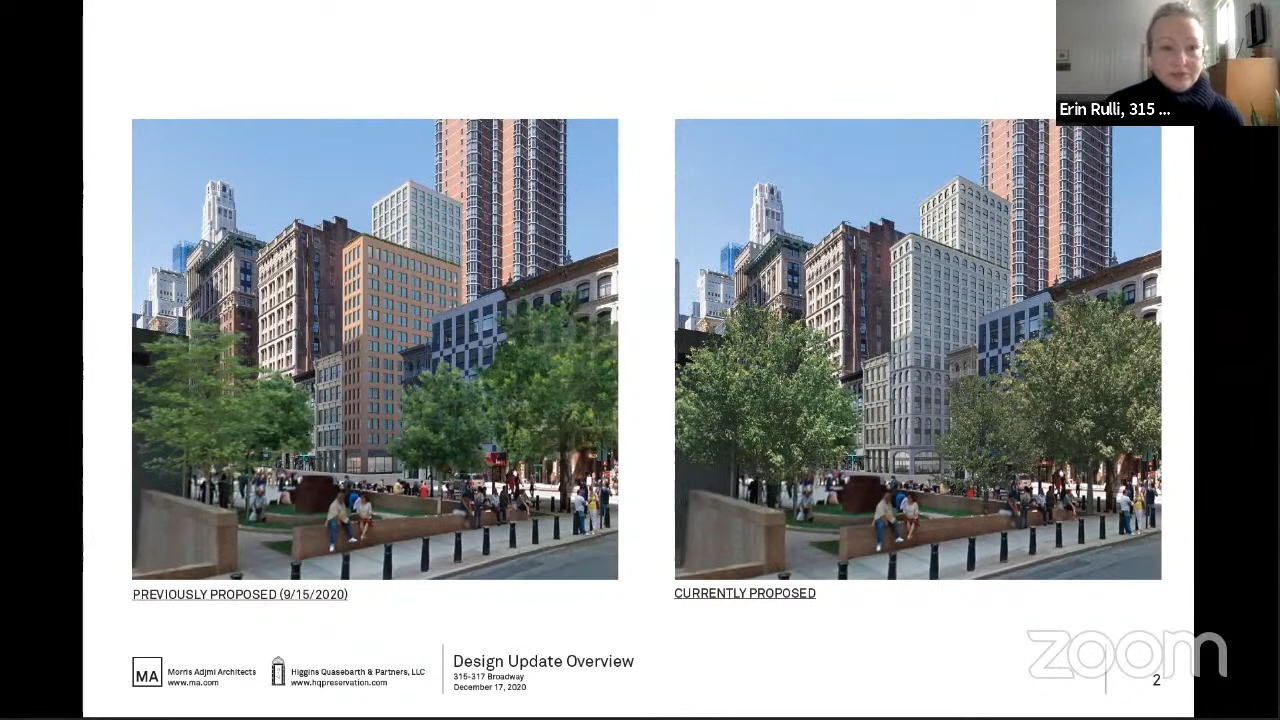 Erin Rulli, 315 ...
PREVIOUSLY PROPOSED (9/15/2020)
CURRENTLY PROPOSED
MA
Morris Adjmi Architects
www.ma.com
Higgins Quasebarth & Partners, LLC
www.hqpreservation.com
Design Update Overview
315-317 Broadway
December 17, 2020
zoom
2